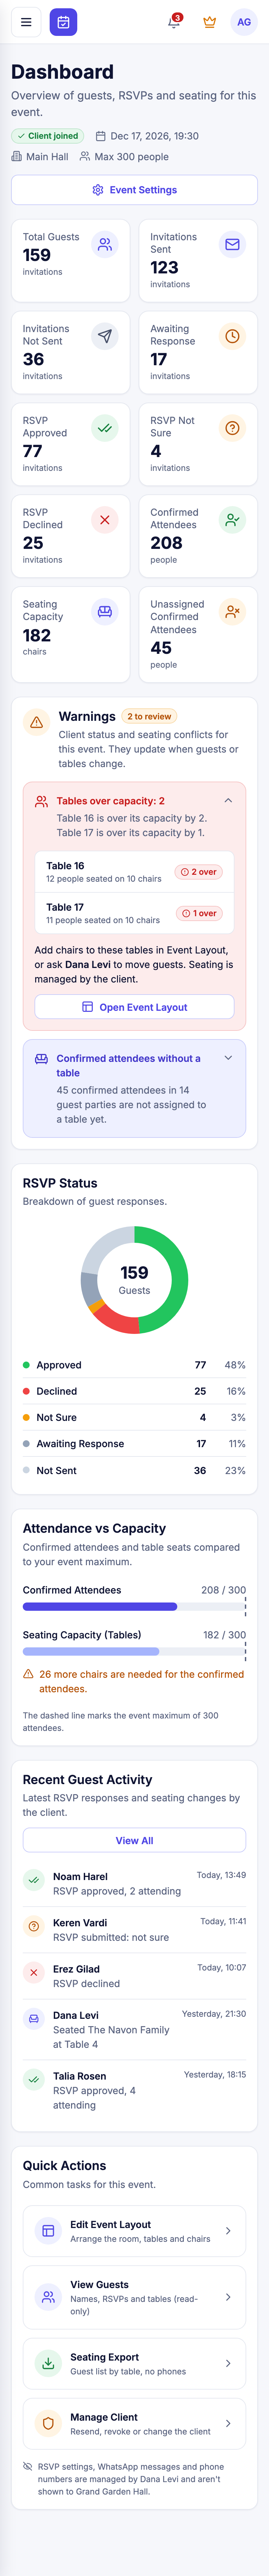 3
AG
Dashboard
Overview of guests, RSVPs and seating for this
event.
Client joined
Dec 17, 2026, 19:30
Main Hall
Max 300 people
Event Settings
Total Guests
159
invitations
Invitations
Sent
123
invitations
Invitations
Not Sent
36
invitations
Awaiting
Response
17
invitations
RSVP
Approved
77
invitations
RSVP Not
Sure
4
invitations
RSVP
Declined
25
invitations
Confirmed
Attendees
208
people
Seating
Capacity
182
chairs
Unassigned
Confirmed
Attendees
45
people
Warnings
2 to review
Client status and seating conflicts for
this event. They update when guests or
tables change.
Tables over capacity: 2
Table 16 is over its capacity by 2.
Table 17 is over its capacity by 1.
Table 16
12 people seated on 10 chairs
2 over
Table 17
11 people seated on 10 chairs
1 over
Add chairs to these tables in Event Layout,
or ask Dana Levi to move guests. Seating is
managed by the client.
Open Event Layout
Confirmed attendees without a
table
45 confirmed attendees in 14
guest parties are not assigned to
a table yet.
RSVP Status
Breakdown of guest responses.
159
Guests
Approved 77 48%
Declined 25 16%
Not Sure 4 3%
Awaiting Response 17 11%
Not Sent 36 23%
Attendance vs Capacity
Confirmed attendees and table seats compared
to your event maximum.
Confirmed Attendees 208 / 300
Seating Capacity (Tables) 182 / 300
26 more chairs are needed for the confirmed
attendees.
The dashed line marks the event maximum of 300
attendees.
Recent Guest Activity
Latest RSVP responses and seating changes by
the client.
View All
Noam Harel Today, 13:49
RSVP approved, 2 attending
Keren Vardi Today, 11:41
RSVP submitted: not sure
Erez Gilad Today, 10:07
RSVP declined
Dana Levi Yesterday, 21:30
Seated The Navon Family
at Table 4
Talia Rosen Yesterday, 18:15
RSVP approved, 4
attending
Quick Actions
Common tasks for this event.
Edit Event Layout
Arrange the room, tables and chairs
View Guests
Names, RSVPs and tables (read-
only)
Seating Export
Guest list by table, no phones
Manage Client
Resend, revoke or change the client
RSVP settings, WhatsApp messages and phone
numbers are managed by Dana Levi and aren't
shown to Grand Garden Hall.